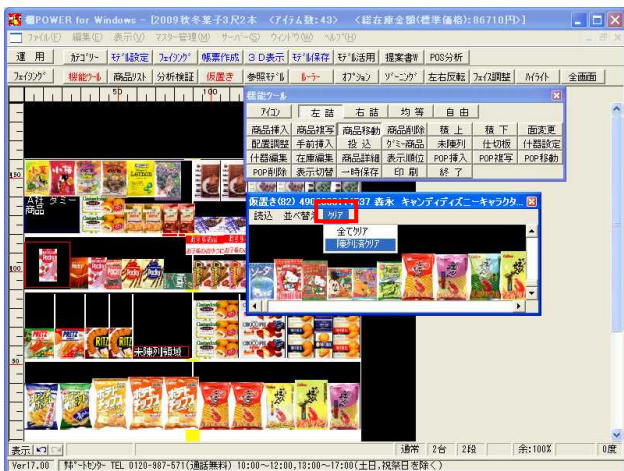 棚POWER for Windows - [2009秋冬菓子3尺2本 <アイテム数:43> <総在庫金額(標準価格):86710円>]
ファイル(F) 編集(E) 表示(V) マスター管理(M) サーバー(S) ウィンドウ(W) ヘルプ(H)
運 用 カテゴリー モデル設定 フェイシング 帳票作成 3D表示 モデル保存 モデル活用 提案書W POS分析
フェイシング 機能ツール 商品リスト 分析検証 仮置き 参照モデル ルーラー オプション ゾーニング 左右反転 フェイス調整 ハイライト 全画面
50 100
機能ツール
アイコン 左 詰 右 詰 均 等 自 由
商品挿入 商品複写 商品移動 商品削除 積 上 積 下 面変更
配置調整 手前挿入 投 込 ダミー商品 未陳列 仕切板 什器設定
什器編集 在庫編集 商品詳細 表示順位 POP挿入 POP複写 POP移動
POP削除 表示切替 一時保存 印 刷 終 了
150
A社 ダミー
商品
仮置き(82) 森永 キャンディディズニーキャラクタ...
読込 並べ替え クリア
全てクリア
陳列済クリア
100
未陳列領域
50
表示 通常 2台 2段 余:100% 0度
Ver17.00 サポートセンター TEL 0120-987-571(通話無料) 10:00~12:00,13:00~17:00(土日,祝祭日を除く)